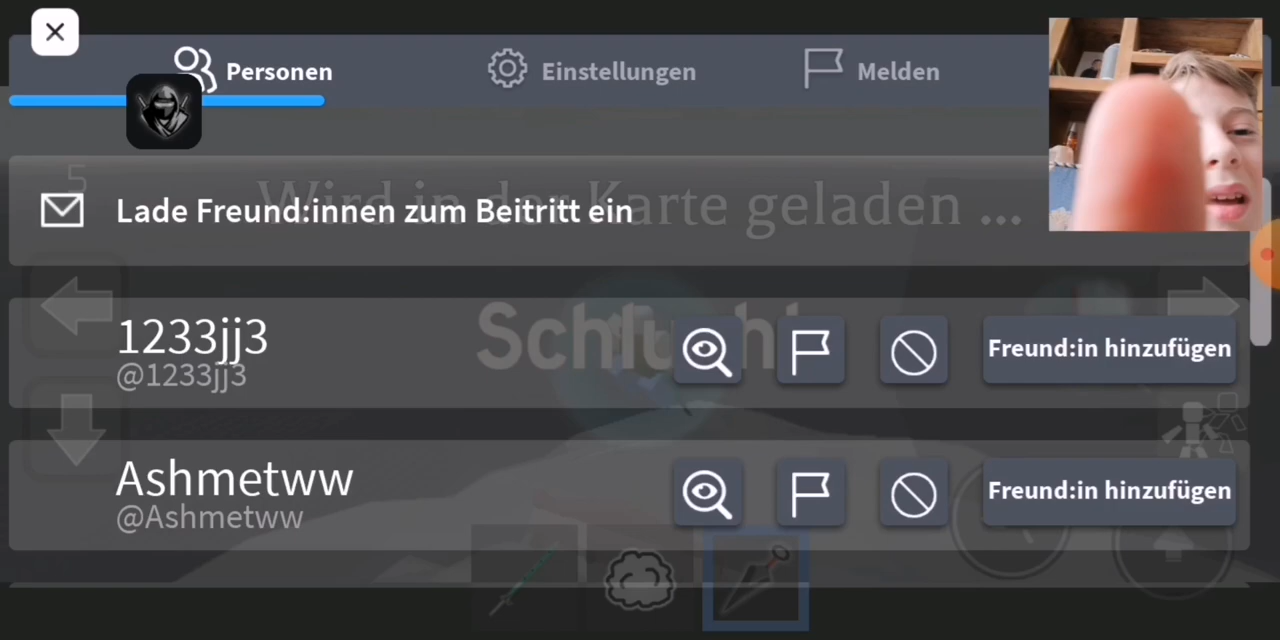 Personen
Einstellungen
Melden
5
Wird in der Karte geladen ...
Lade Freund:innen zum Beitritt ein
1233jj3
@1233jj3
Freund:in hinzufügen
Ashmetww
@Ashmetww
Freund:in hinzufügen